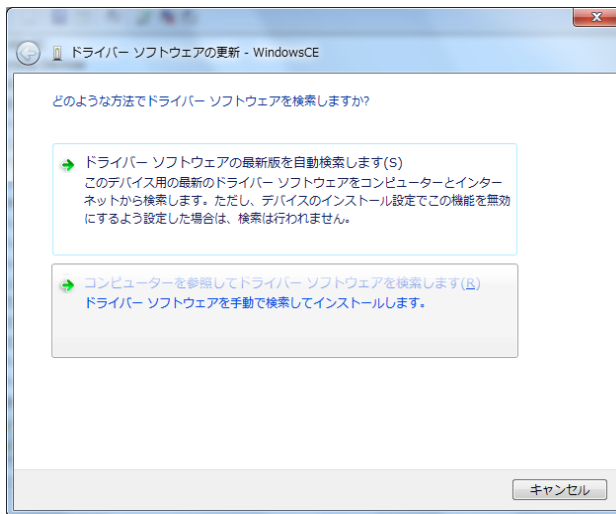 ドライバー ソフトウェアの更新 - WindowsCE
どのような方法でドライバー ソフトウェアを検索しますか?
ドライバー ソフトウェアの最新版を自動検索します(S)
このデバイス用の最新のドライバー ソフトウェアをコンピューターとインター
ネットから検索します。ただし、デバイスのインストール設定でこの機能を無効
にするよう設定した場合は、検索は行われません。
コンピューターを参照してドライバー ソフトウェアを検索します(R)
ドライバー ソフトウェアを手動で検索してインストールします。
キャンセル